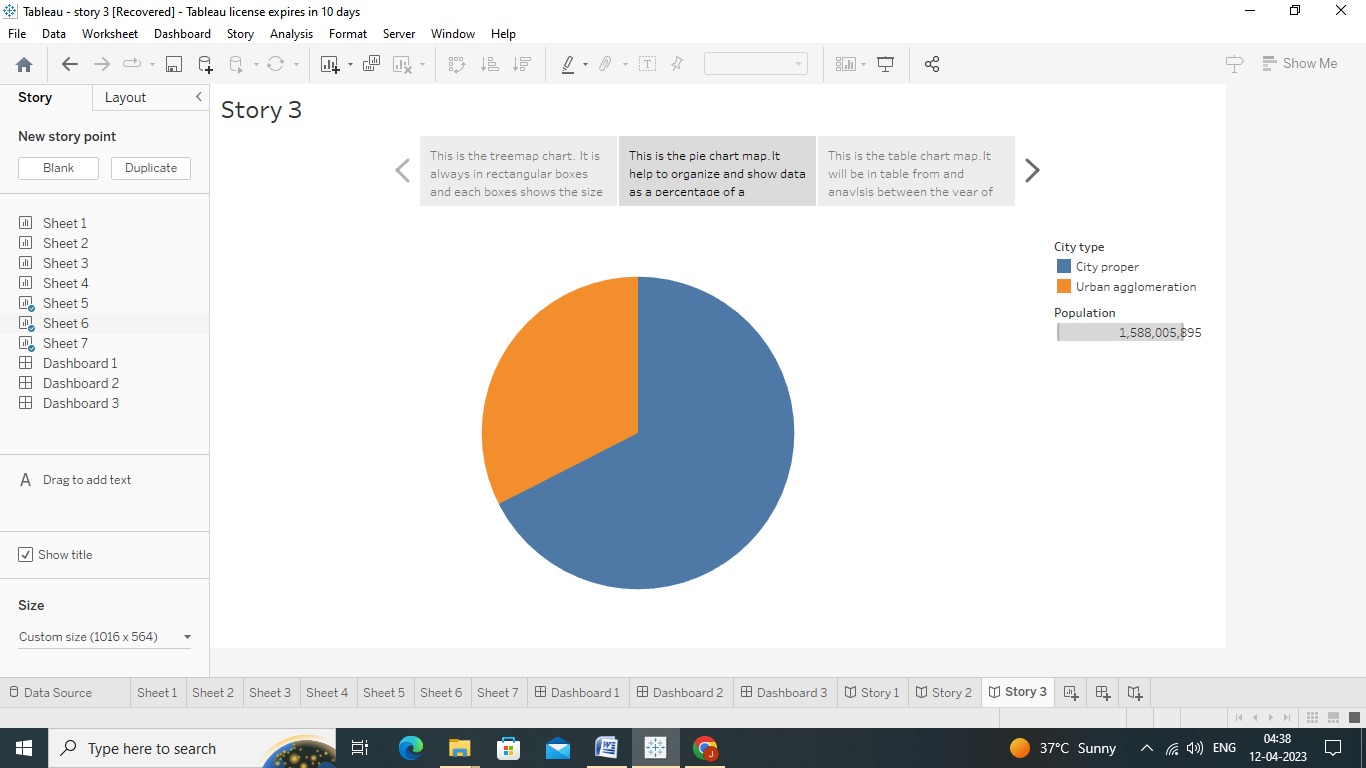 Tableau - story 3 [Recovered] - Tableau license expires in 10 days
File Data Worksheet Dashboard Story Analysis Format Server Window Help
Show Me
Story Layout
New story point
Blank Duplicate
Sheet 1
Sheet 2
Sheet 3
Sheet 4
Sheet 5
Sheet 6
Sheet 7
Dashboard 1
Dashboard 2
Dashboard 3
A Drag to add text
Show title
Size
Custom size (1016 x 564)
Story 3
This is the treemap chart. It is
always in rectangular boxes
and each boxes shows the size
This is the pie chart map.It
help to organize and show data
as a percentage of a
This is the table chart map.It
will be in table from and
anaylsis between the year of
City type
City proper
Urban agglomeration
Population
1,588,005,895
Data Source Sheet 1 Sheet 2 Sheet 3 Sheet 4 Sheet 5 Sheet 6 Sheet 7 Dashboard 1 Dashboard 2 Dashboard 3 Story 1 Story 2 Story 3
Type here to search
37°C Sunny ENG
04:38
12-04-2023